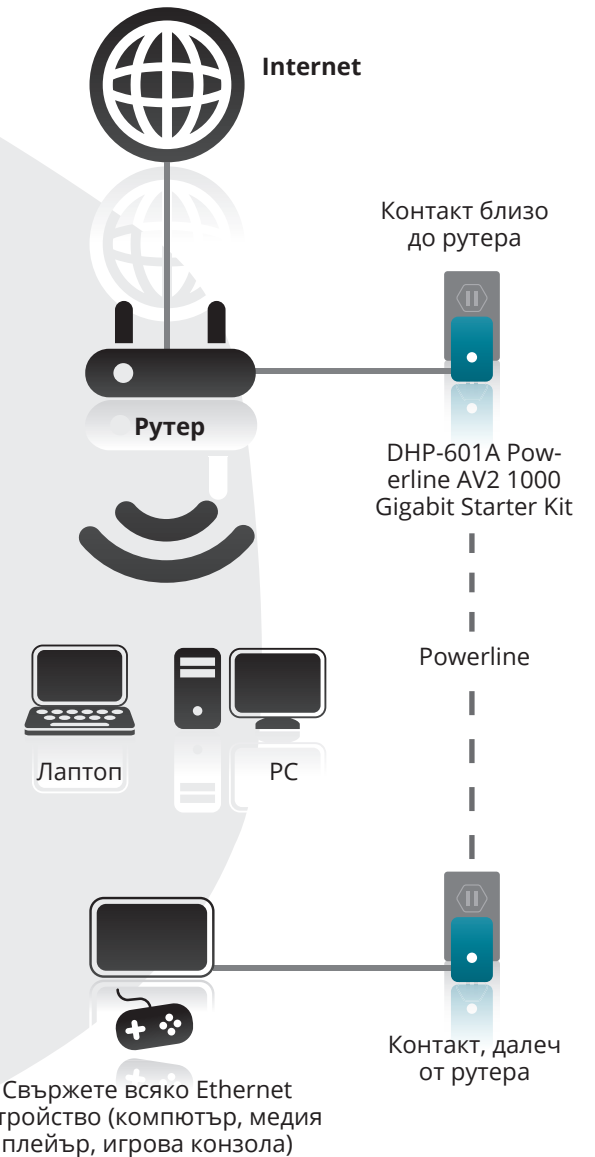 Internet
Контакт близо
до рутера
Рутер
DHP-601A Pow-
erline AV2 1000
Gigabit Starter Kit
Powerline
Лаптоп
PC
Контакт, далеч
от рутера
Свържете всяко Ethernet
тройство (компютър, медия
плейър, игрова конзола)